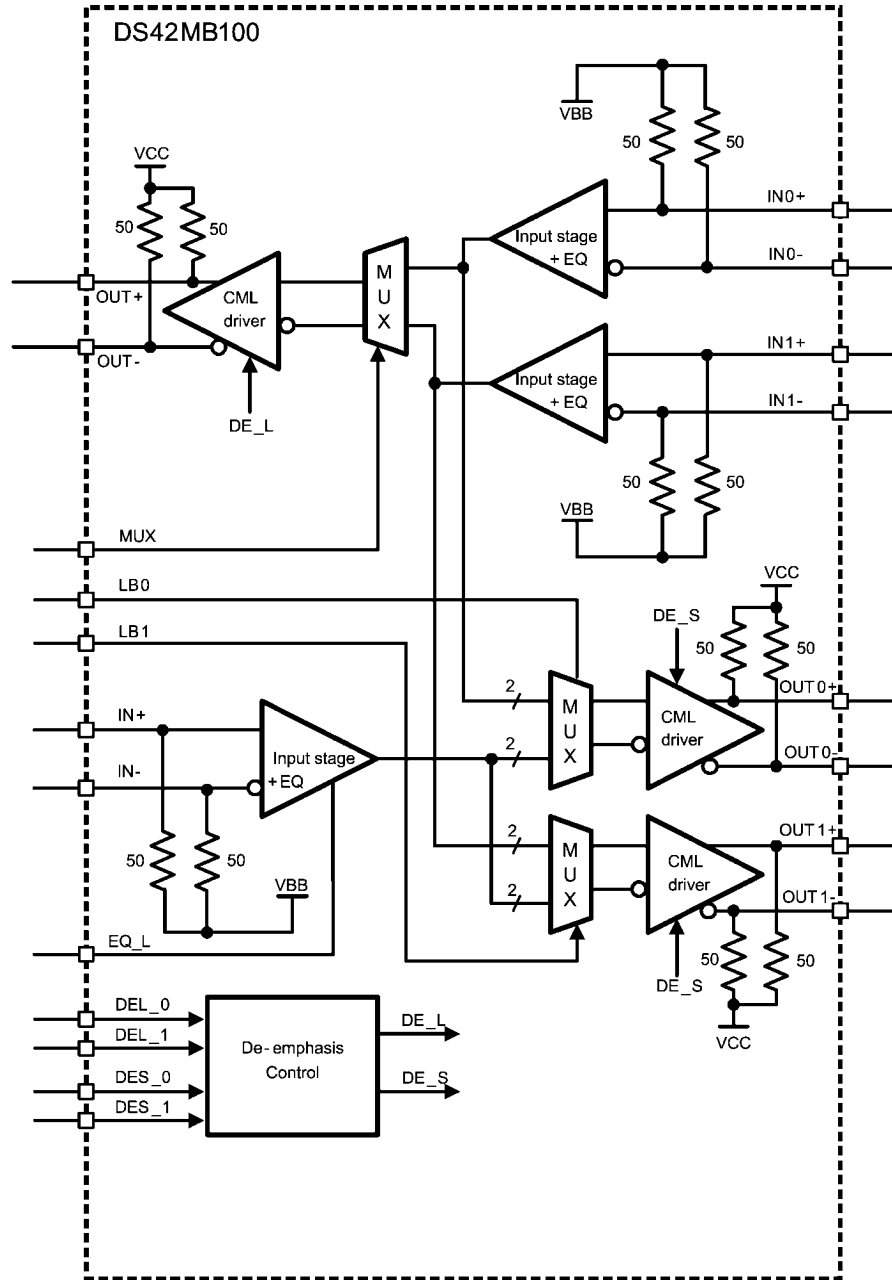 DS42MB100
VBB
50
50
VCC
50
50
IN0+
Input stage
+ EQ
IN0-
OUT+
CML
driver
M
U
X
OUT-
DE_L
IN1+
Input stage
+ EQ
IN1-
50
50
VBB
MUX
LB0
LB1
VCC
DE_S
50
50
2
M
U
X
CML
driver
OUT0+
2
OUT0-
IN+
Input stage
+ EQ
IN-
50
50
VBB
2
M
U
X
CML
driver
OUT1+
2
OUT1-
EQ_L
DE_S
50
50
VCC
DEL_0
DEL_1
DES_0
DES_1
De-emphasis
Control
DE_L
DE_S